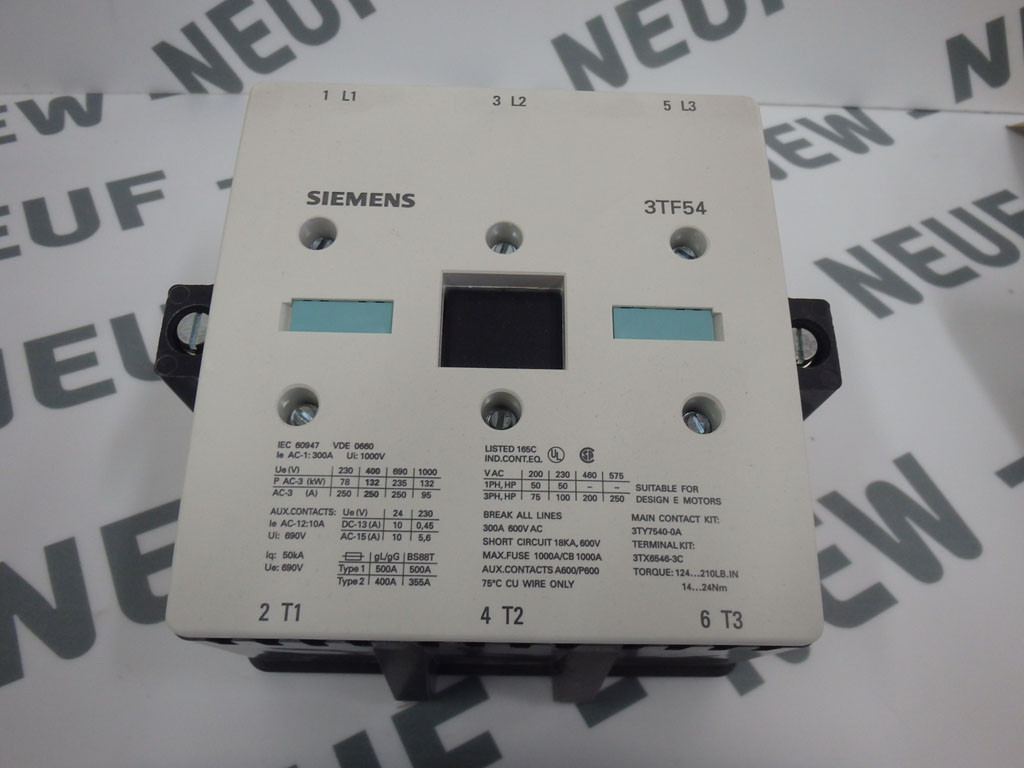 NEW NEUF
NEW
NEUF
NEUF
NEW
NEUF
NEW
1 L1 3 L2 5 L3
SIEMENS 3TF54
IEC 60947 VDE 0660
Ie AC-1: 300A Ui: 1000V
Ue (V) 230 400 690 1000
P AC-3 (kW) 78 132 235 132
AC-3 (A) 250 250 250 95
AUX.CONTACTS: Ue (V) 24 230
Ie AC-12:10A DC-13 (A) 10 0,45
Ui: 690V AC-15 (A) 10 5,6
Iq: 50kA gL/gG BS88T
Ue: 690V Type 1 500A 500A
Type 2 400A 355A
LISTED 165C
IND.CONT.EQ. UL SA
V AC 200 230 460 575
1PH, HP 50 50 – –
3PH, HP 75 100 200 250
SUITABLE FOR
DESIGN E MOTORS
BREAK ALL LINES
300A 600V AC
SHORT CIRCUIT 18KA, 600V
MAX.FUSE 1000A/CB 1000A
AUX.CONTACTS A600/P600
75°C CU WIRE ONLY
MAIN CONTACT KIT:
3TY7540-0A
TERMINAL KIT:
3TX6546-3C
TORQUE: 124...210LB.IN
14...24Nm
2 T1 4 T2 6 T3